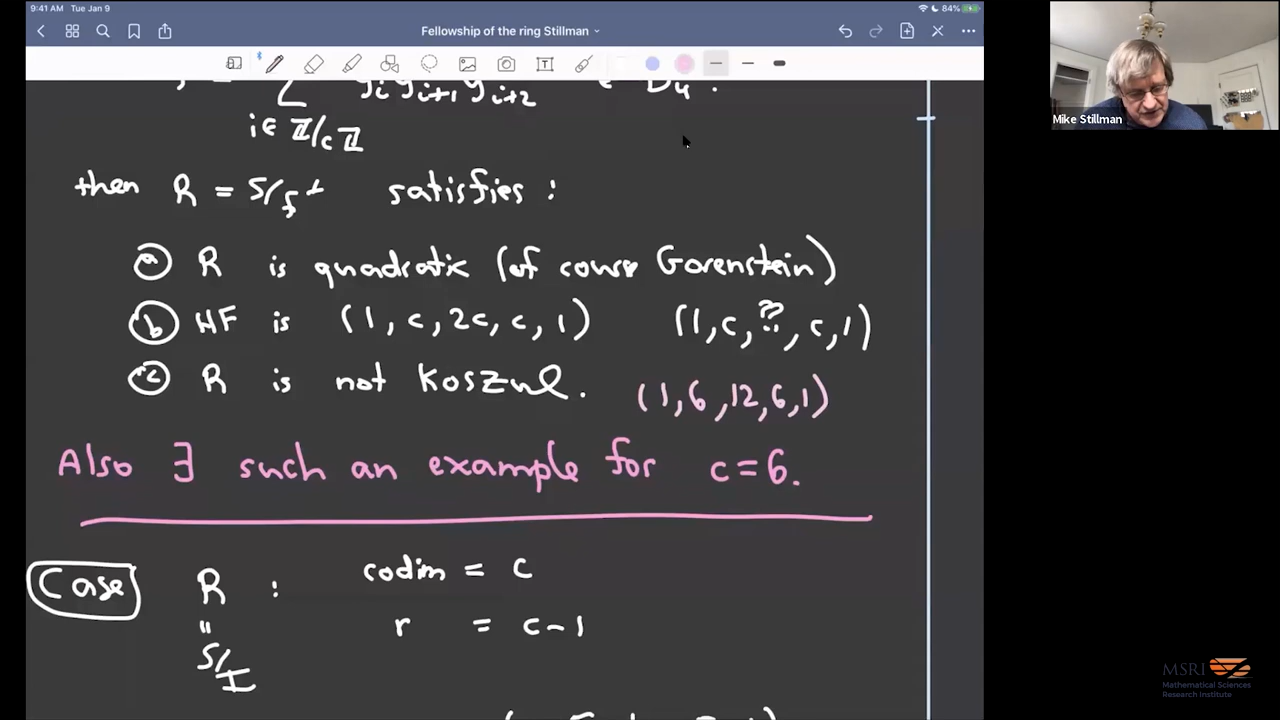 9:41 AM Tue Jan 9
84%
Fellowship of the ring Stillman
i ∈ ℤ/cℤ
then R = S/f⊥ satisfies :
ⓐ R is quadratic (of course Gorenstein)
ⓑ HF is (1, c, 2c, c, 1) (1, c, ??, c, 1)
ⓒ R is not Koszul. (1, 6, 12, 6, 1)
Also ∃ such an example for c = 6.
Case R : codim = c
" r = c - 1
S/I
Mike Stillman
MSRI
Mathematical Sciences
Research Institute